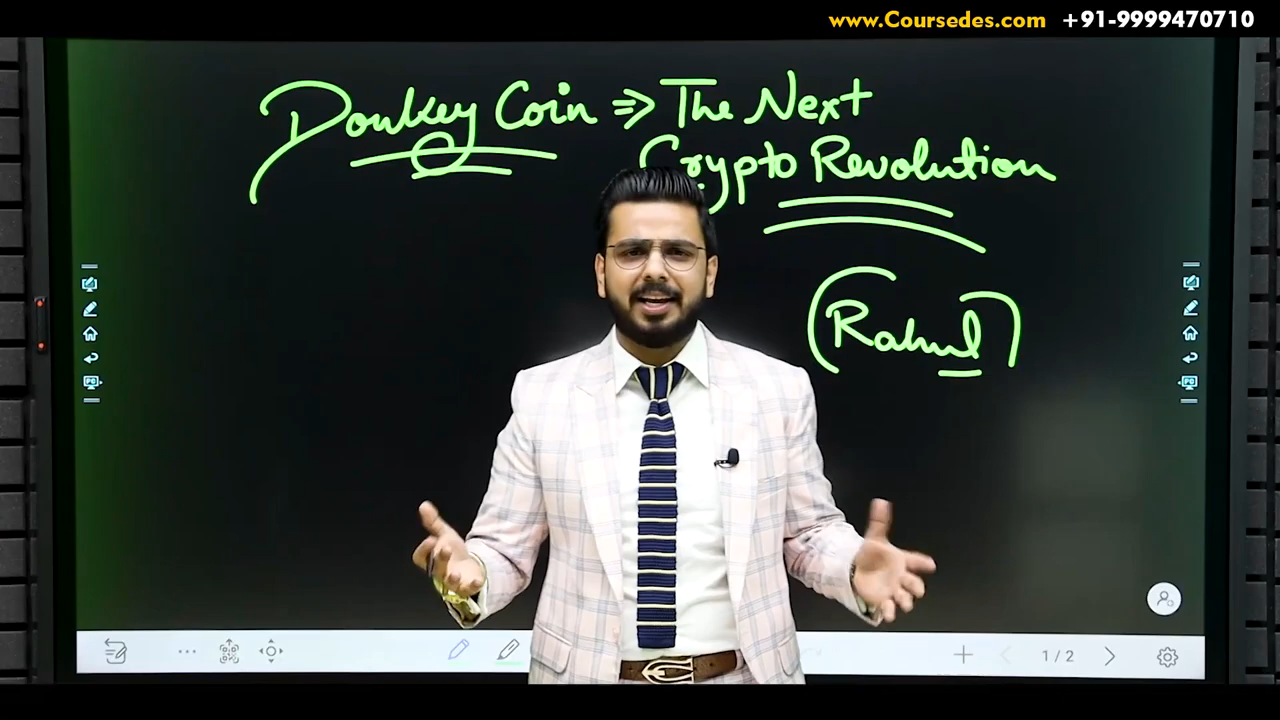 www.Coursedes.com +91-9999470710
Donkey Coin ⇒ The Next
Crypto Revolution
(Rahul)
1/2